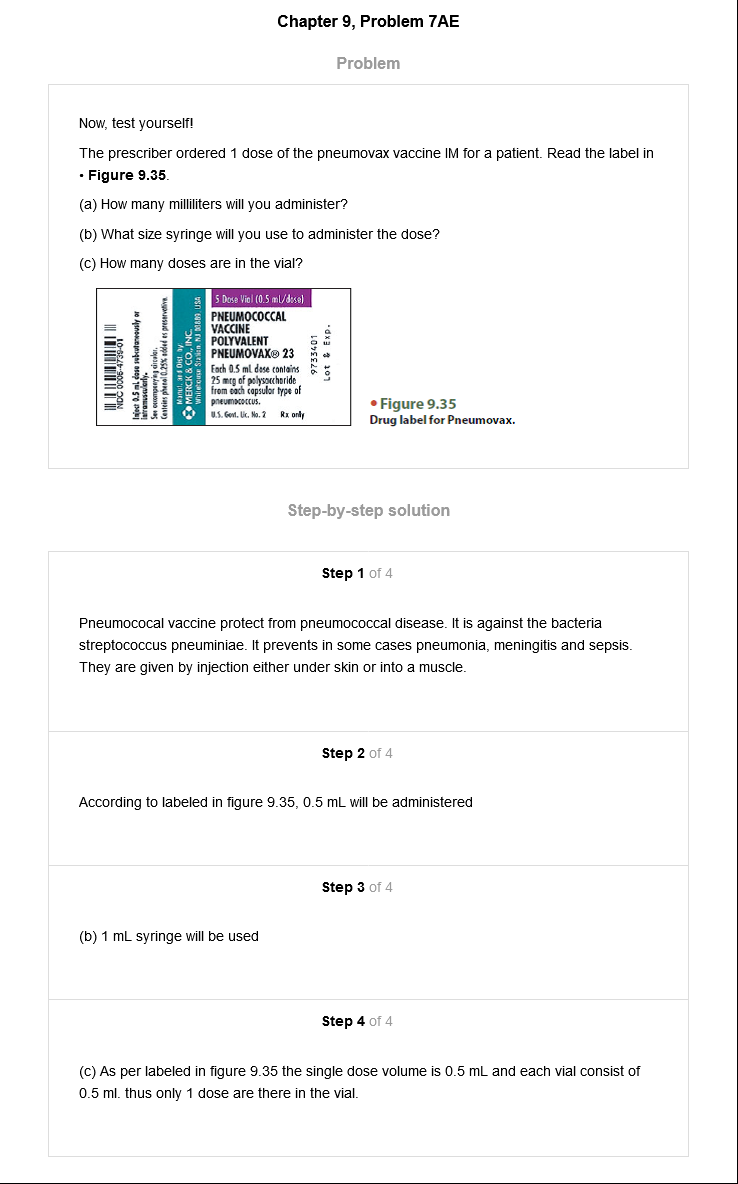 Chapter 9, Problem 7AE
Problem
Now, test yourself!
The prescriber ordered 1 dose of the pneumovax vaccine IM for a patient. Read the label in
• Figure 9.35.
(a) How many milliliters will you administer?
(b) What size syringe will you use to administer the dose?
(c) How many doses are in the vial?
NDC 0006-4739-01
Inject 0.5 mL dose subcutaneously or
intramuscularly.
See accompanying circular.
Contains phenol 0.25% added as preservative.
Manuf. and Dist. by:
MERCK & CO., INC.
Whitehouse Station, NJ 08889, USA
5 Dose Vial (0.5 mL/dose)
PNEUMOCOCCAL
VACCINE
POLYVALENT
PNEUMOVAX® 23
Each 0.5 mL dose contains
25 mcg of polysaccharide
from each capsular type of
pneumococcus.
U.S. Govt. Lic. No. 2 Rx only
9733401
Lot & Exp.
• Figure 9.35
Drug label for Pneumovax.
Step-by-step solution
Step 1 of 4
Pneumococal vaccine protect from pneumococcal disease. It is against the bacteria
streptococcus pneuminiae. It prevents in some cases pneumonia, meningitis and sepsis.
They are given by injection either under skin or into a muscle.
Step 2 of 4
According to labeled in figure 9.35, 0.5 mL will be administered
Step 3 of 4
(b) 1 mL syringe will be used
Step 4 of 4
(c) As per labeled in figure 9.35 the single dose volume is 0.5 mL and each vial consist of
0.5 ml. thus only 1 dose are there in the vial.